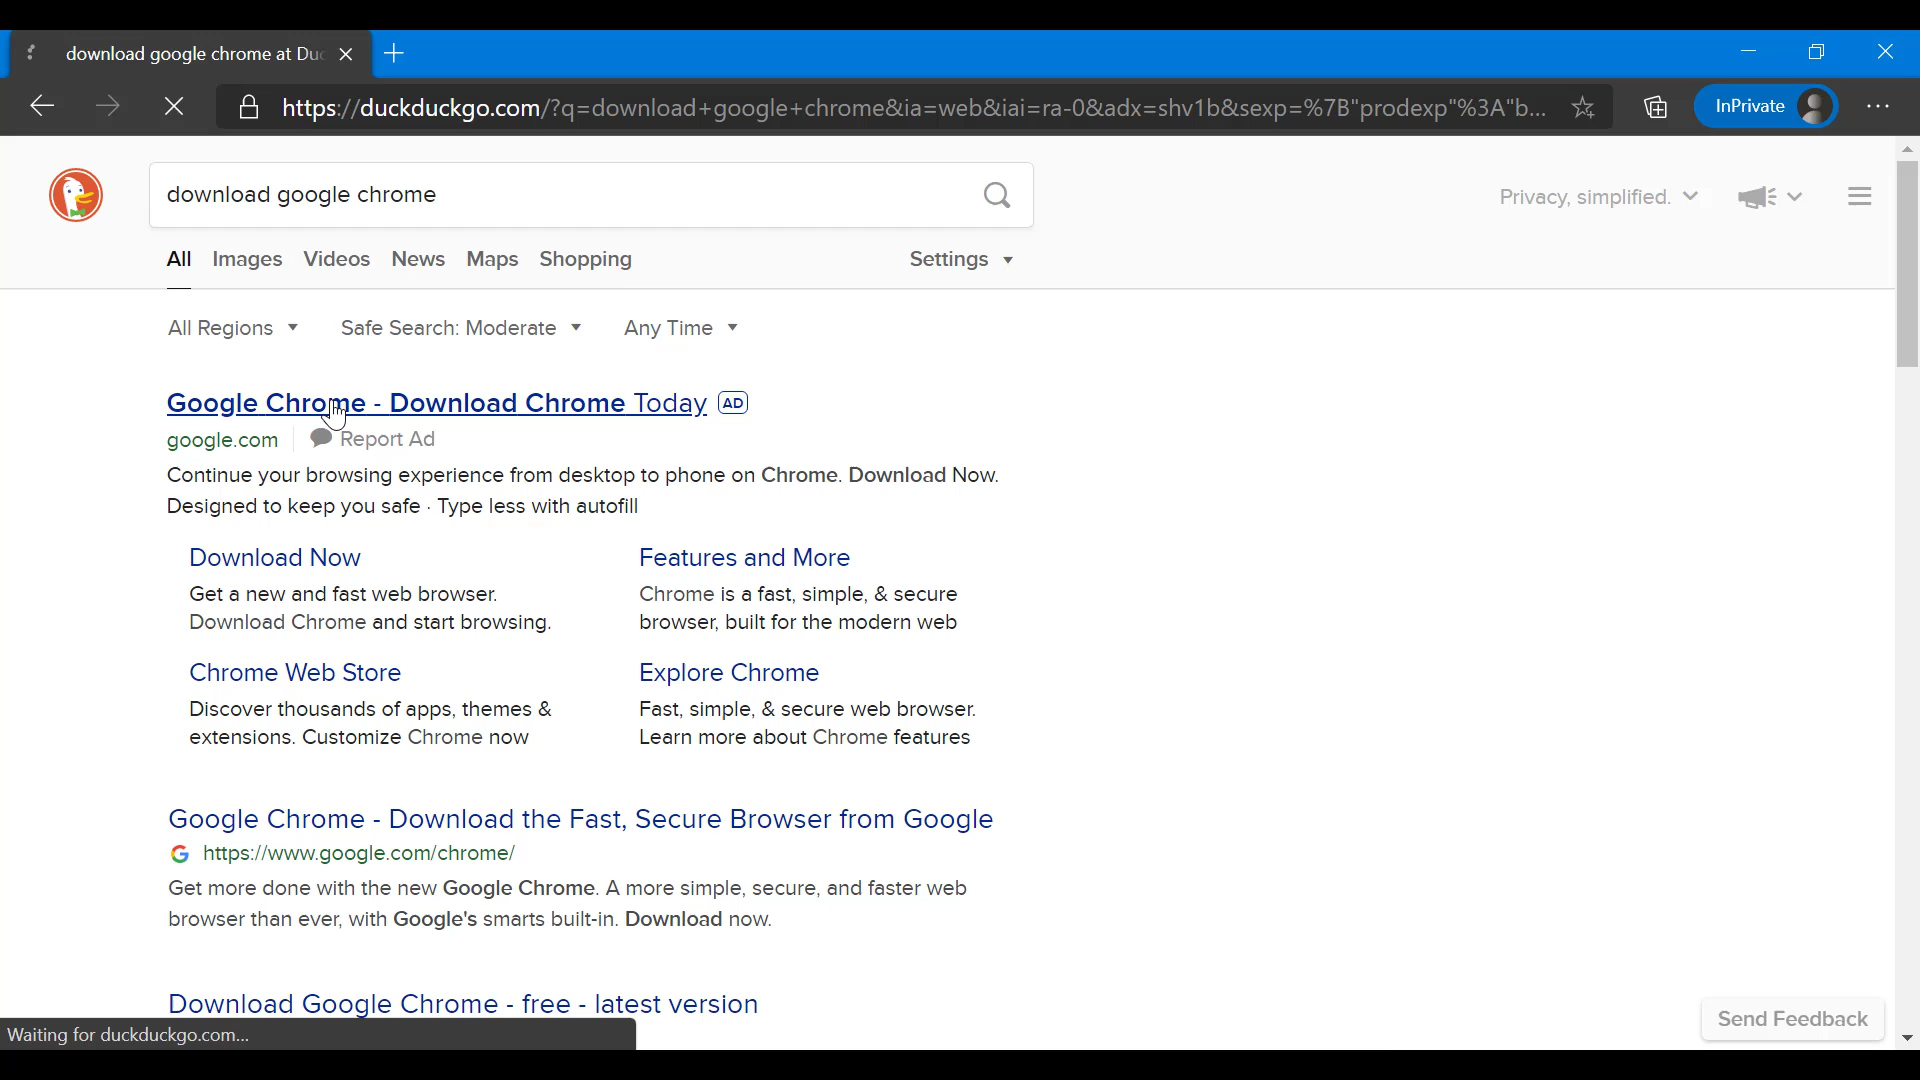 download google chrome at Du
https://duckduckgo.com/?q=download+google+chrome&ia=web&iai=ra-0&adx=shv1b&sexp=%7B"prodexp"%3A"b...
InPrivate
download google chrome
Privacy, simplified.
All Images Videos News Maps Shopping Settings
All Regions Safe Search: Moderate Any Time
Google Chrome - Download Chrome Today AD
google.com Report Ad
Continue your browsing experience from desktop to phone on Chrome. Download Now.
Designed to keep you safe · Type less with autofill
Download Now
Get a new and fast web browser.
Download Chrome and start browsing.
Features and More
Chrome is a fast, simple, & secure
browser, built for the modern web
Chrome Web Store
Discover thousands of apps, themes &
extensions. Customize Chrome now
Explore Chrome
Fast, simple, & secure web browser.
Learn more about Chrome features
Google Chrome - Download the Fast, Secure Browser from Google
https://www.google.com/chrome/
Get more done with the new Google Chrome. A more simple, secure, and faster web
browser than ever, with Google's smarts built-in. Download now.
Download Google Chrome - free - latest version
Send Feedback
Waiting for duckduckgo.com...